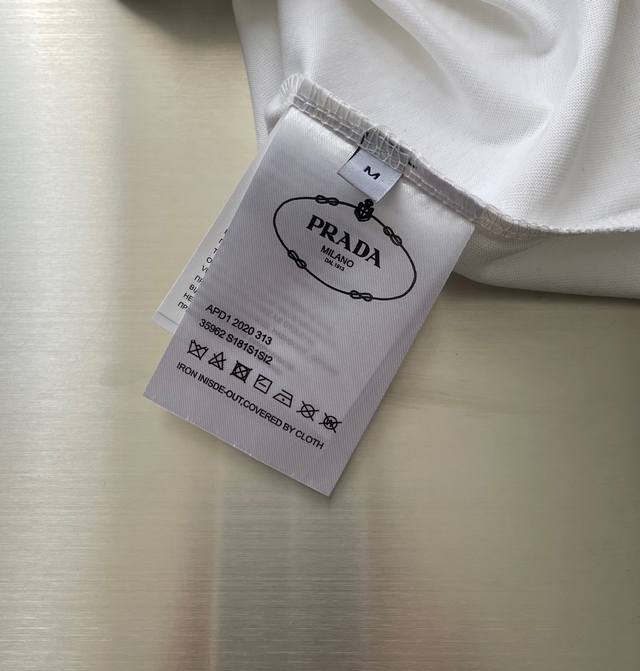 M
PRADA
MILANO
DAL 1913
APD1 2020 313
35962 S181S1SI2
IRON INISDE-OUT,COVERED BY CLOTH